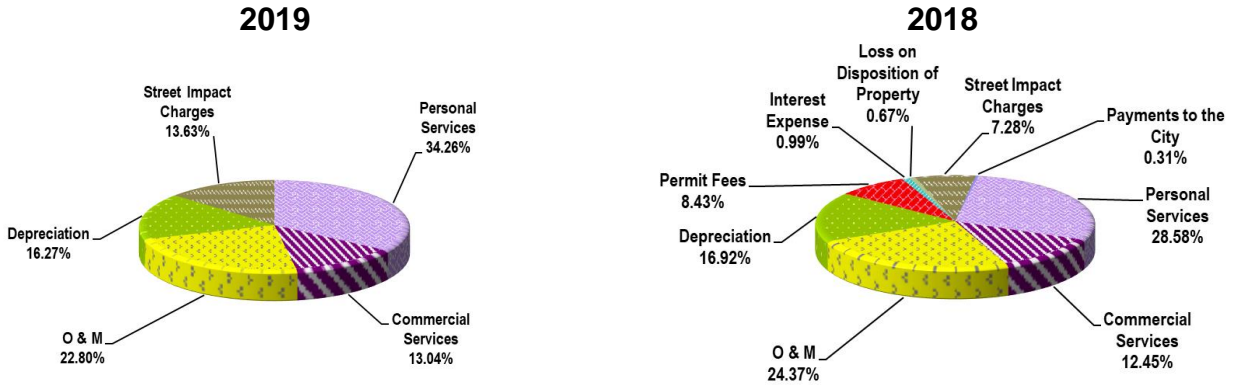 2019
Street Impact
Charges
13.63%
Personal
Services
34.26%
Depreciation
16.27%
O & M
22.80%
Commercial
Services
13.04%
2018
Loss on
Disposition of
Property
0.67%
Street Impact
Charges
7.28%
Interest
Expense
0.99%
Payments to the
City
0.31%
Permit Fees
8.43%
Personal
Services
28.58%
Depreciation
16.92%
Commercial
Services
12.45%
O & M
24.37%